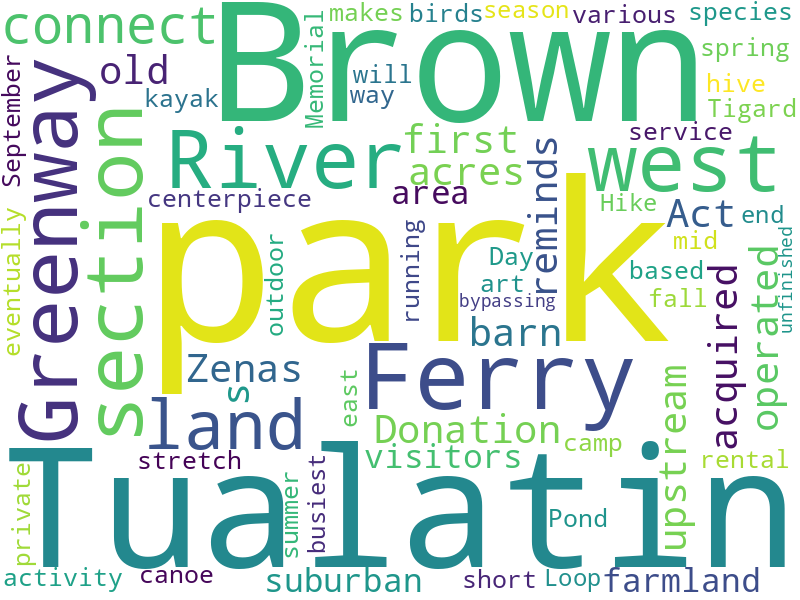 connect
Brown
Memorial
makes
birds
season
various
species
September
old
kayak
will
way
spring
hive
Tigard
Greenway
section
River
first
acres
reminds
service
west
centerpiece
area
Hike
Act
end
mid
park
eventually
outdoor
running
Day
art
bypassing
based
fall
acquired
operated
unfinished
barn
Zenas
s
Ferry
land
east
Donation
visitors
camp
upstream
rental
stretch
private
Tualatin
summer
busiest
Pond
activity
canoe
suburban
short
Loop
farmland